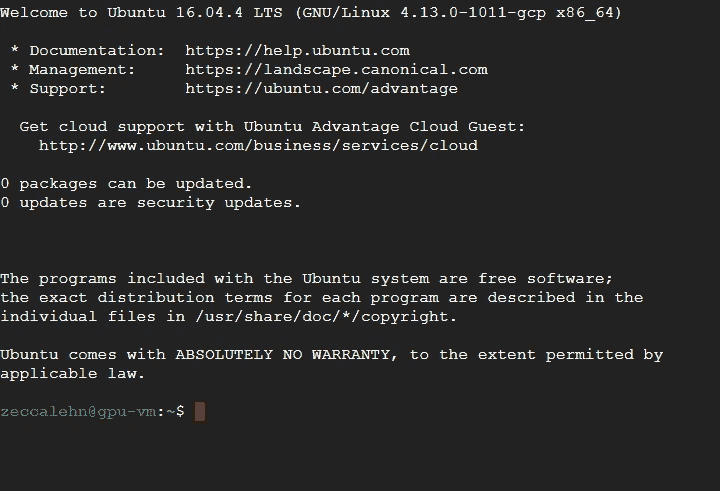 Welcome to Ubuntu 16.04.4 LTS (GNU/Linux 4.13.0-1011-gcp x86_64)
* Documentation: https://help.ubuntu.com
* Management: https://landscape.canonical.com
* Support: https://ubuntu.com/advantage
Get cloud support with Ubuntu Advantage Cloud Guest:
http://www.ubuntu.com/business/services/cloud
0 packages can be updated.
0 updates are security updates.
The programs included with the Ubuntu system are free software;
the exact distribution terms for each program are described in the
individual files in /usr/share/doc/*/copyright.
Ubuntu comes with ABSOLUTELY NO WARRANTY, to the extent permitted by
applicable law.
zeccalehn@gpu-vm:~$